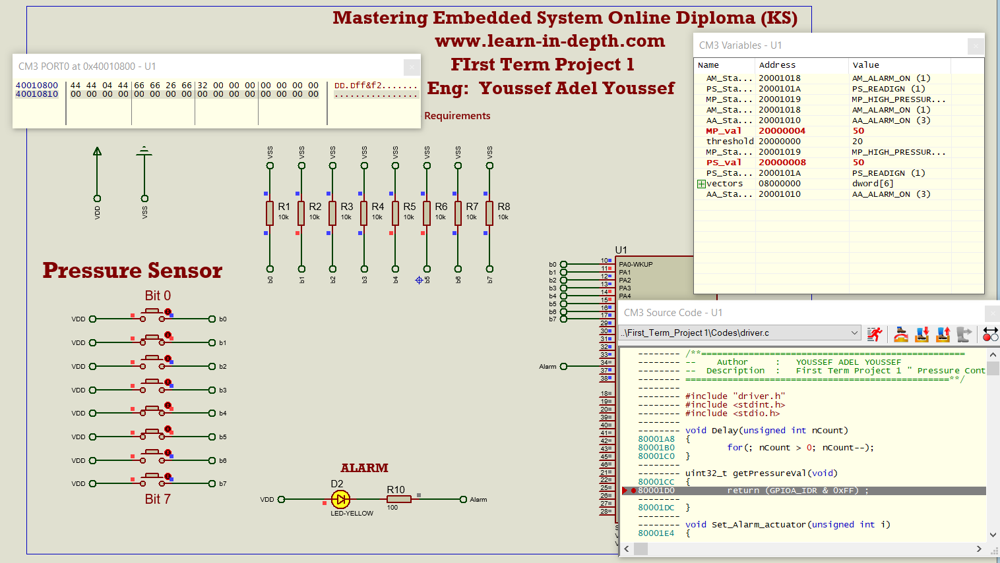 Mastering Embedded System Online Diploma (KS)
www.learn-in-depth.com
FIrst Term Project 1
Eng: Youssef Adel Youssef
Requirements
CM3 PORT0 at 0x40010800 - U1
40010800 44 44 04 44 66 66 26 66 32 00 00 00 00 00 00 00 DD.Dff&f2.......
40010810 00 00 00 00 00 00 00 00 00 00 00 00 00 00 00 00 ................
CM3 Variables - U1
Name Address Value
AM_Sta... 20001018 AM_ALARM_ON (1)
PS_Sta... 2000101A PS_READIGN (1)
MP_Sta... 20001019 MP_HIGH_PRESSUR...
AM_Sta... 20001018 AM_ALARM_ON (1)
AA_Sta... 20001010 AA_ALARM_ON (3)
MP_val 20000004 50
threshold 20000000 20
MP_Sta... 20001019 MP_HIGH_PRESSUR...
PS_val 20000008 50
PS_Sta... 2000101A PS_READIGN (1)
vectors 08000000 dword[6]
AA_Sta... 20001010 AA_ALARM_ON (3)
VDD VSS
VSS VSS VSS VSS VSS VSS VSS VSS
R1 R2 R3 R4 R5 R6 R7 R8
10k 10k 10k 10k 10k 10k 10k 10k
b0 b1 b2 b3 b4 b5 b6 b7
Pressure Sensor
Bit 0
VDD b0
VDD b1
VDD b2
VDD b3
VDD b4
VDD b5
VDD b6
VDD b7
Bit 7
ALARM
D2 R10
VDD Alarm
LED-YELLOW 100
U1
b0 10 PA0-WKUP
b1 11 PA1
b2 12 PA2
b3 13 PA3
b4 14 PA4
b5 15
b6 16
b7 17
29
30
31
32
33
Alarm 34
37
38
18
19
20
39
40
41
42
43
45
46
21
22
25
26
27
28
CM3 Source Code - U1
..\First_Term_Project 1\Codes\driver.c
-------- /**==================================================
-------- -- Author : YOUSSEF ADEL YOUSSEF
-------- -- Description : First Term Project 1 " Pressure Cont
-------- ==================================================**/
--------
-------- #include "driver.h"
-------- #include <stdint.h>
-------- #include <stdio.h>
--------
-------- void Delay(unsigned int nCount)
080001A8 {
80001B0 for(; nCount > 0; nCount--);
80001C0 }
--------
-------- uint32_t getPressureVal(void)
80001CC {
80001D0 return (GPIOA_IDR & 0xFF) ;
--------
80001DC }
--------
-------- void Set_Alarm_actuator(unsigned int i)
80001E4 {